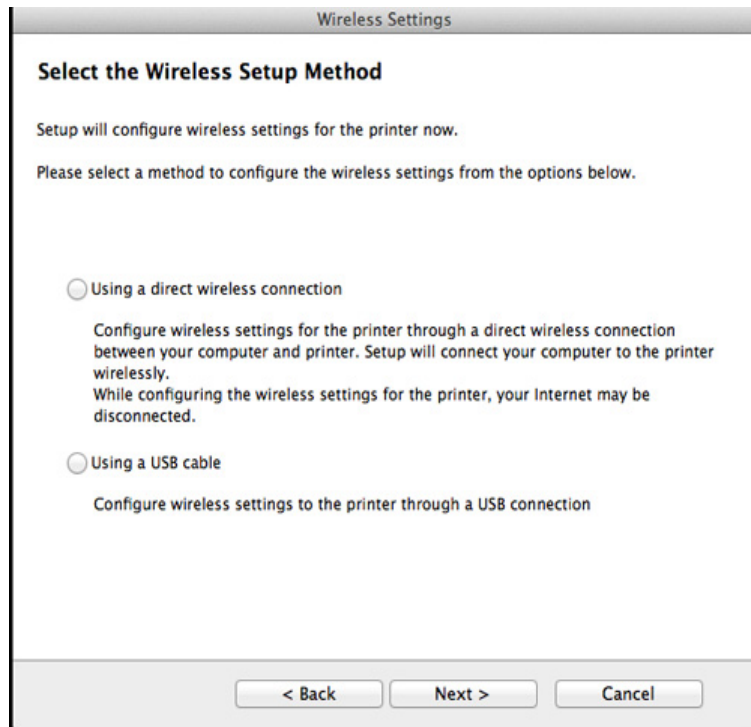 Wireless Settings
Select the Wireless Setup Method
Setup will configure wireless settings for the printer now.
Please select a method to configure the wireless settings from the options below.
Using a direct wireless connection
Configure wireless settings for the printer through a direct wireless connection
between your computer and printer. Setup will connect your computer to the printer
wirelessly.
While configuring the wireless settings for the printer, your Internet may be
disconnected.
Using a USB cable
Configure wireless settings to the printer through a USB connection
< Back Next > Cancel